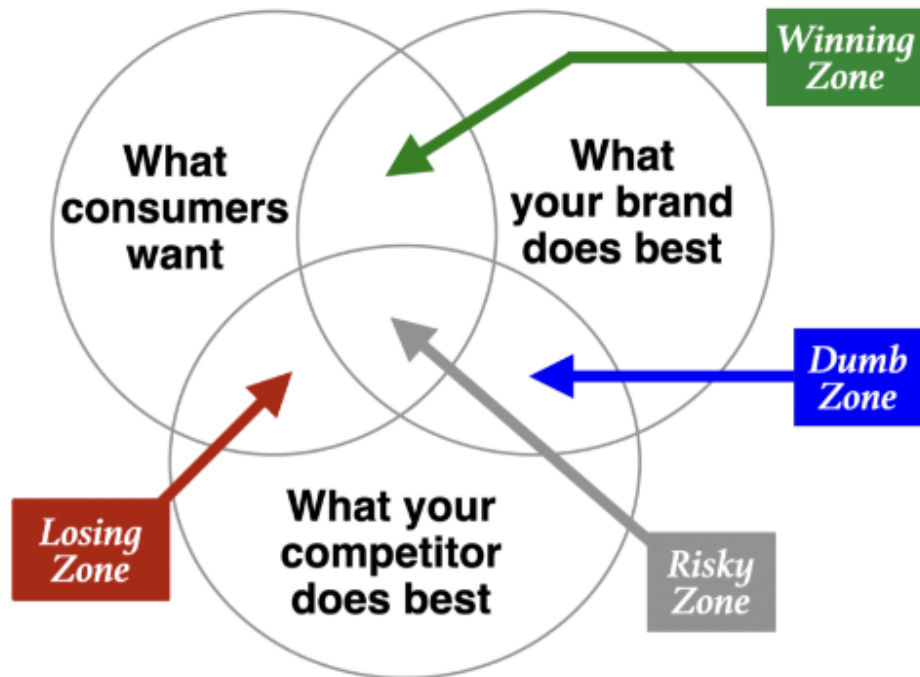 Winning
Zone
What
consumers
want
What
your brand
does best
Dumb
Zone
Losing
Zone
What your
competitor
does best
Risky
Zone